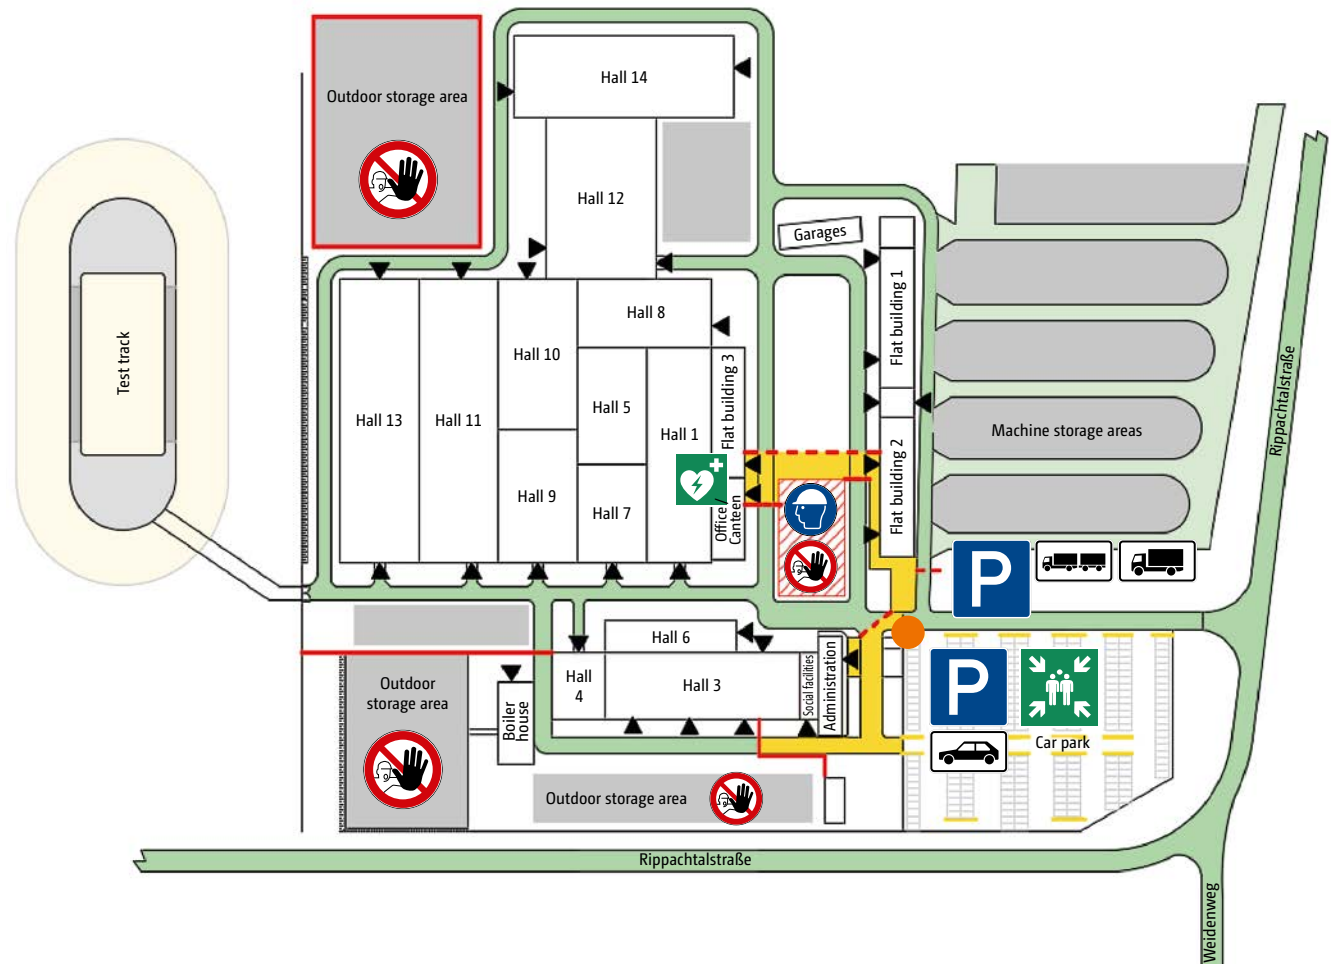 Hall 14
Outdoor storage area
Hall 12
Garages
Hall 8
Flat building 1
Hall 10
Flat building 3
Test track
Hall 5
Rippachtalstraße
Hall 13
Hall 11
Hall 1
Machine storage areas
Flat building 2
Hall 9
Hall 7
Office /
Canteen
P
Hall 6
Hall
4
Hall 3
Social facilities
Administration
P
Outdoor
storage area
Boiler
house
Car park
Outdoor storage area
Rippachtalstraße
Weidenweg